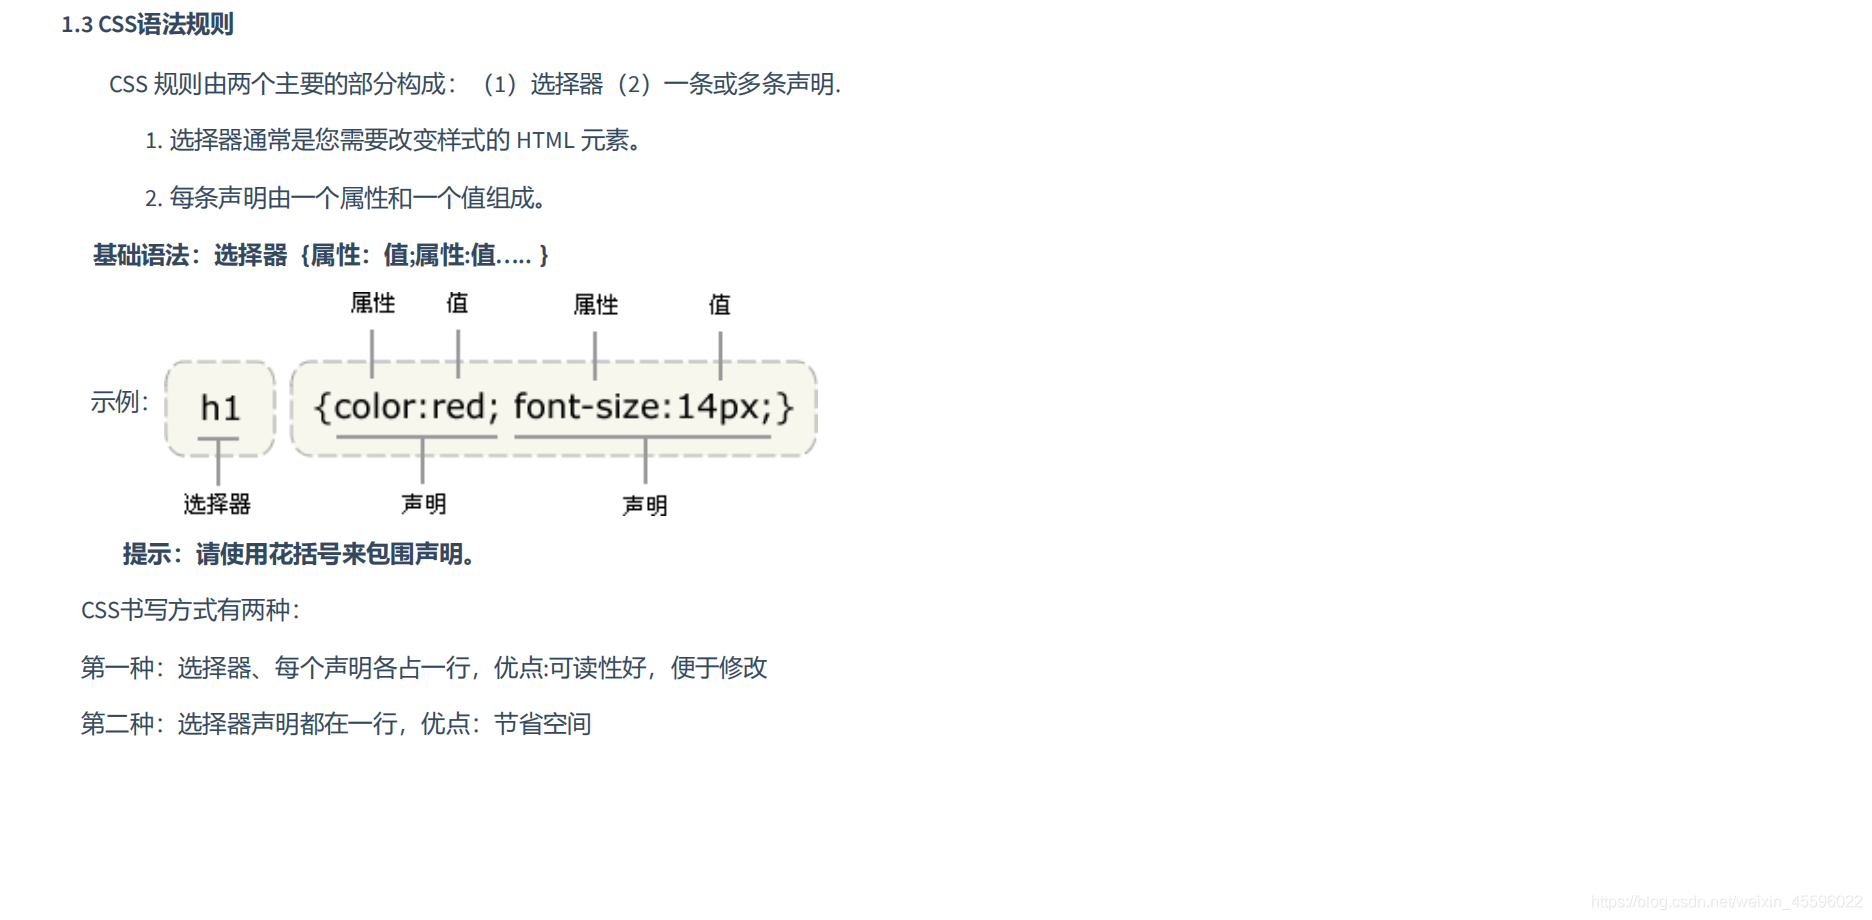 1.3 CSS语法规则
CSS 规则由两个主要的部分构成：（1）选择器（2）一条或多条声明.
1. 选择器通常是您需要改变样式的 HTML 元素。
2. 每条声明由一个属性和一个值组成。
基础语法：选择器 {属性：值;属性:值..... }
属性 值 属性 值
示例： h1 {color:red; font-size:14px;}
选择器 声明 声明
提示：请使用花括号来包围声明。
CSS书写方式有两种：
第一种：选择器、每个声明各占一行，优点:可读性好，便于修改
第二种：选择器声明都在一行，优点：节省空间
https://blog.csdn.net/weixin_45596022